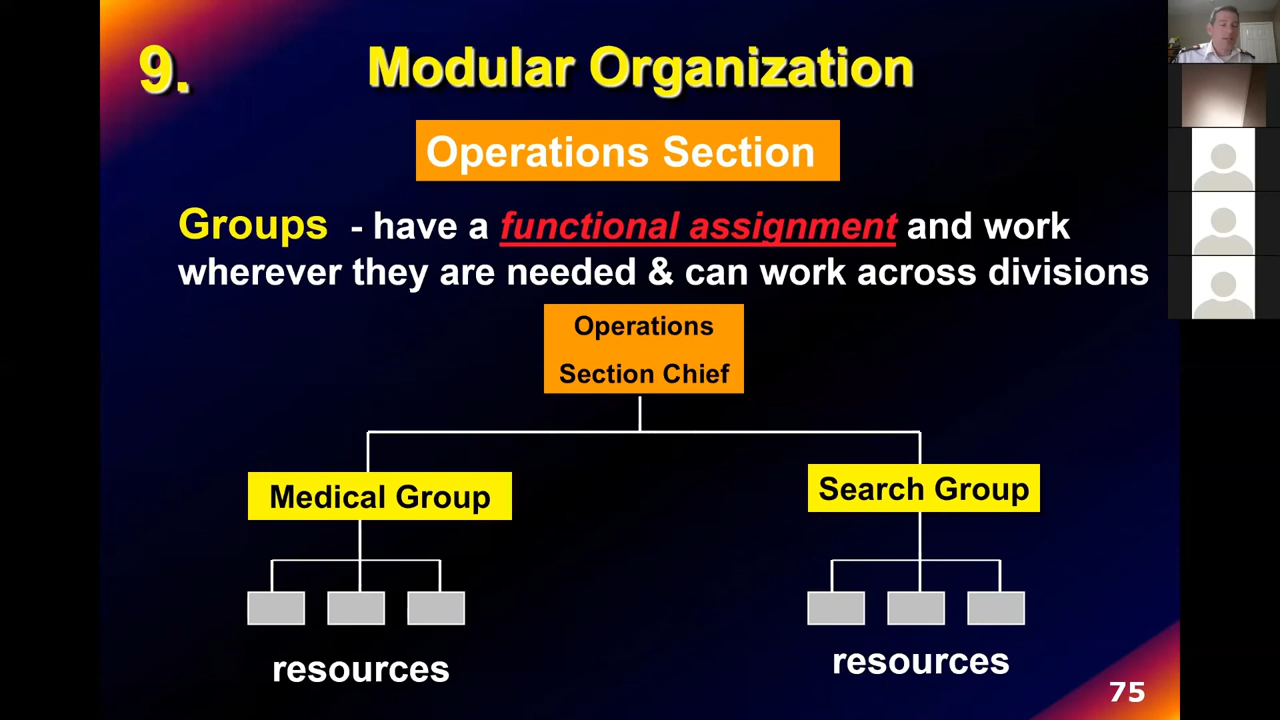 9. Modular Organization
Operations Section
Groups - have a functional assignment and work
wherever they are needed & can work across divisions
Operations
Section Chief
Medical Group
Search Group
resources
resources
75